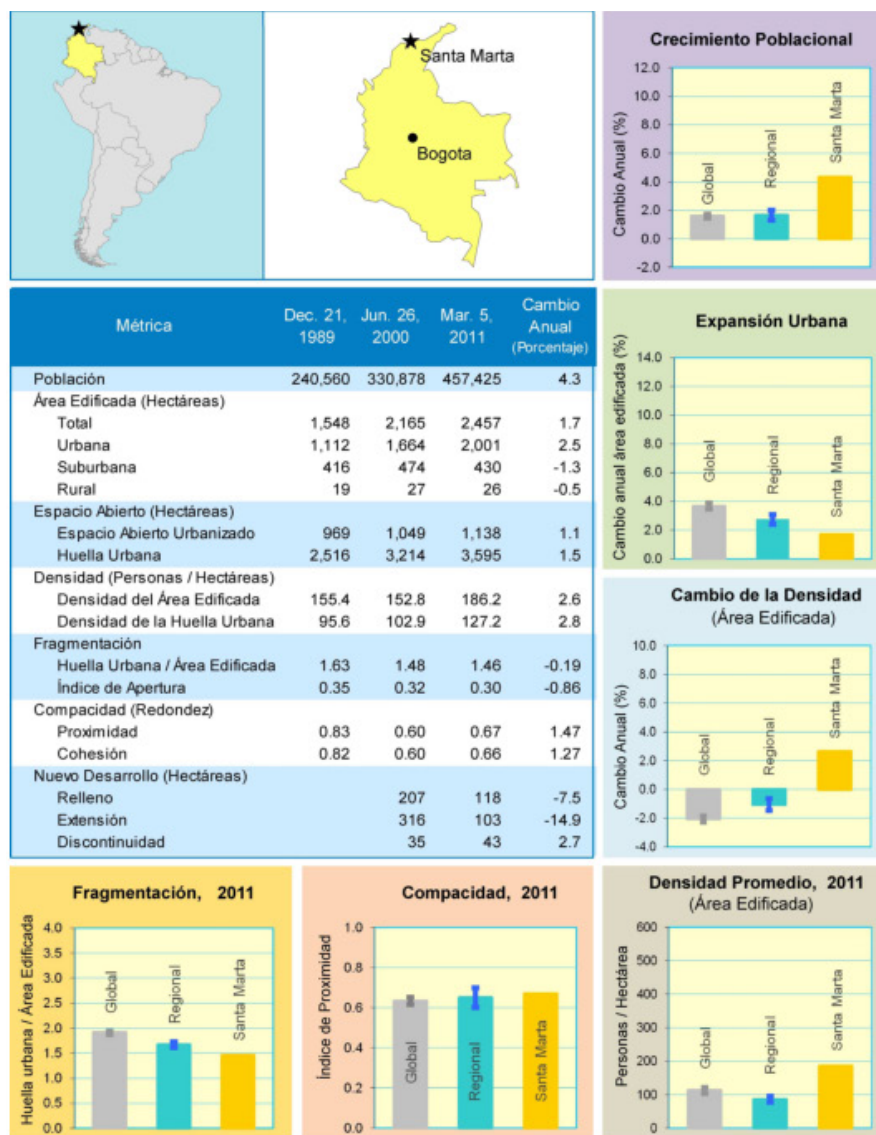 Santa Marta
Bogota
Crecimiento Poblacional
Cambio Anual (%)
12.0
10.0
8.0
6.0
4.0
2.0
0.0
-2.0
Global
Regional
Santa Marta
Métrica Dec. 21, 1989 Jun. 26, 2000 Mar. 5, 2011 Cambio Anual (Porcentaje)
Población 240,560 330,878 457,425 4.3
Área Edificada (Hectáreas)
Total 1,548 2,165 2,457 1.7
Urbana 1,112 1,664 2,001 2.5
Suburbana 416 474 430 -1.3
Rural 19 27 26 -0.5
Espacio Abierto (Hectáreas)
Espacio Abierto Urbanizado 969 1,049 1,138 1.1
Huella Urbana 2,516 3,214 3,595 1.5
Densidad (Personas / Hectáreas)
Densidad del Área Edificada 155.4 152.8 186.2 2.6
Densidad de la Huella Urbana 95.6 102.9 127.2 2.8
Fragmentación
Huella Urbana / Área Edificada 1.63 1.48 1.46 -0.19
Índice de Apertura 0.35 0.32 0.30 -0.86
Compacidad (Redondez)
Proximidad 0.83 0.60 0.67 1.47
Cohesión 0.82 0.60 0.66 1.27
Nuevo Desarrollo (Hectáreas)
Relleno 207 118 -7.5
Extensión 316 103 -14.9
Discontinuidad 35 43 2.7
Expansión Urbana
Cambio anual área edificada (%)
14.0
12.0
10.0
8.0
6.0
4.0
2.0
0.0
Global
Regional
Santa Marta
Cambio de la Densidad
(Área Edificada)
Cambio Anual (%)
10.0
8.0
6.0
4.0
2.0
0.0
-2.0
-4.0
Global
Regional
Santa Marta
Fragmentación, 2011
Huella urbana / Área Edificada
4.0
3.5
3.0
2.5
2.0
1.5
1.0
0.5
0.0
Global
Regional
Santa Marta
Compacidad, 2011
Índice de Proximidad
1.0
0.8
0.6
0.4
0.2
0.0
Global
Regional
Santa Marta
Densidad Promedio, 2011
(Área Edificada)
Personas / Hectárea
600
500
400
300
200
100
0
Global
Regional
Santa Marta